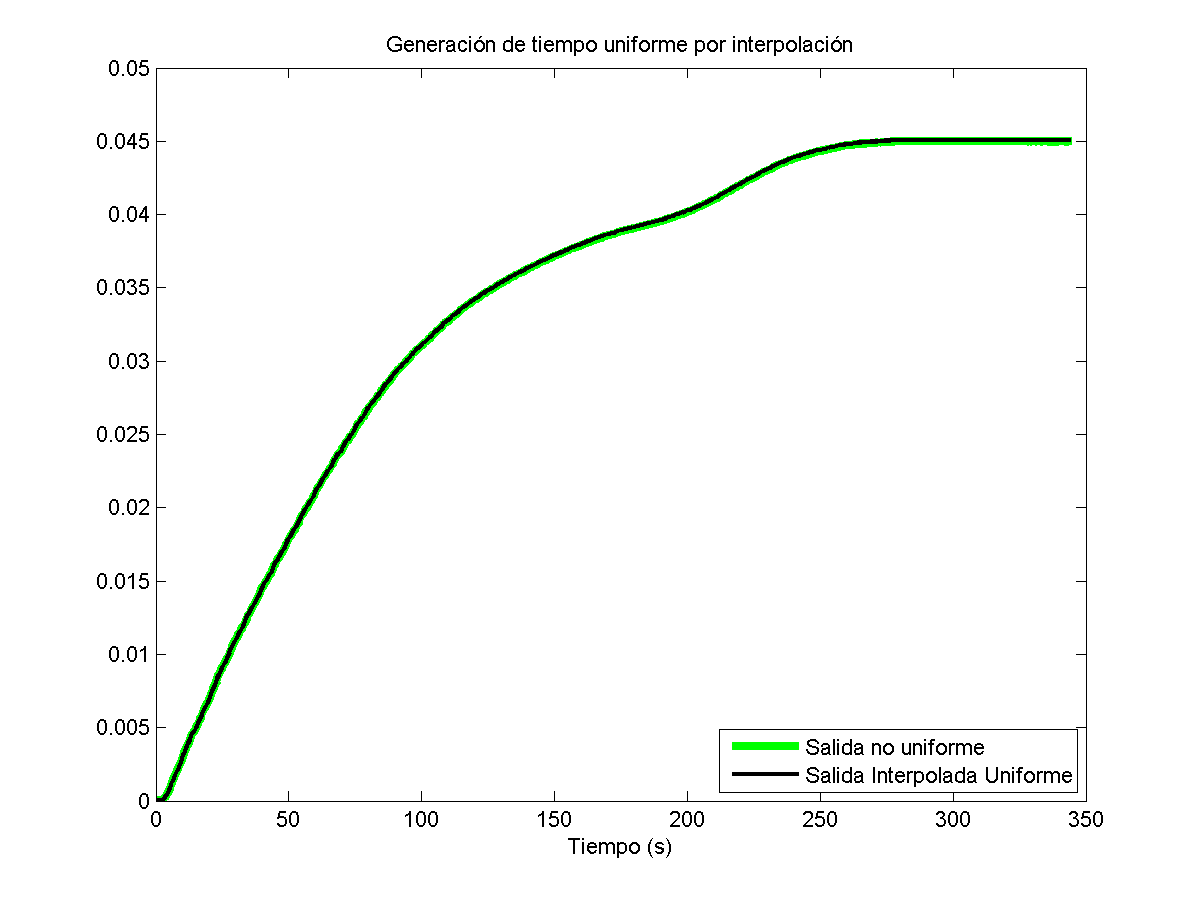 Generación de tiempo uniforme por interpolación
0.05
0.045
0.04
0.035
0.03
0.025
0.02
0.015
0.01
0.005
0
0 50 100 150 200 250 300 350
Tiempo (s)
Salida no uniforme
Salida Interpolada Uniforme